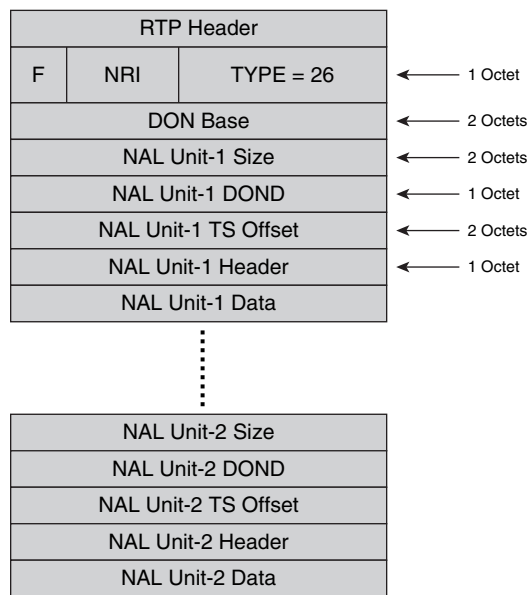 RTP Header
F NRI TYPE = 26 1 Octet
DON Base 2 Octets
NAL Unit-1 Size 2 Octets
NAL Unit-1 DOND 1 Octet
NAL Unit-1 TS Offset 2 Octets
NAL Unit-1 Header 1 Octet
NAL Unit-1 Data
NAL Unit-2 Size
NAL Unit-2 DOND
NAL Unit-2 TS Offset
NAL Unit-2 Header
NAL Unit-2 Data